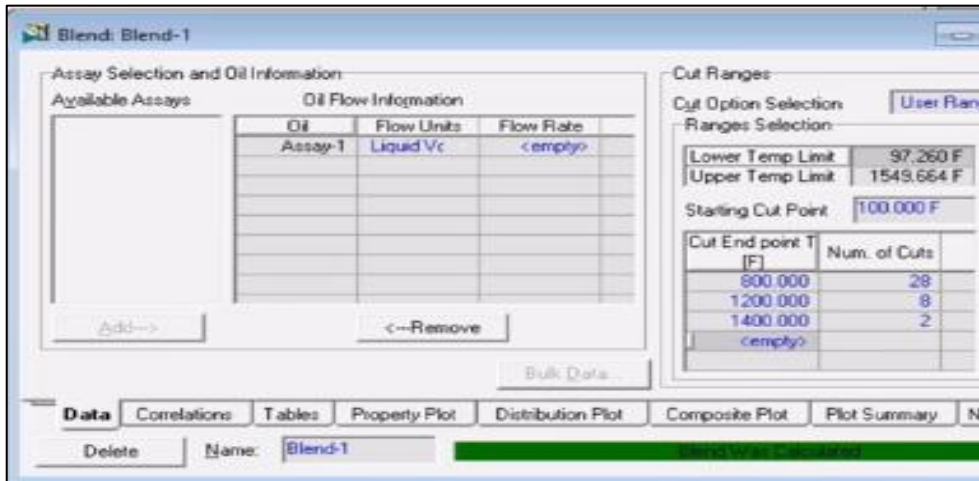 Blend: Blend-1
Assay Selection and Oil Information
Available Assays
Oil Flow Information
Oil Flow Units Flow Rate
Assay-1 Liquid Vc <empty>
Add--->
<---Remove
Bulk Data...
Cut Ranges
Cut Option Selection User Ran
Ranges Selection
Lower Temp Limit 97.260 F
Upper Temp Limit 1549.664 F
Starting Cut Point 100.000 F
Cut End point T
[F] Num. of Cuts
800.000 28
1200.000 8
1400.000 2
<empty>
Data Correlations Tables Property Plot Distribution Plot Composite Plot Plot Summary N
Delete Name: Blend-1 Blend Was Calculated